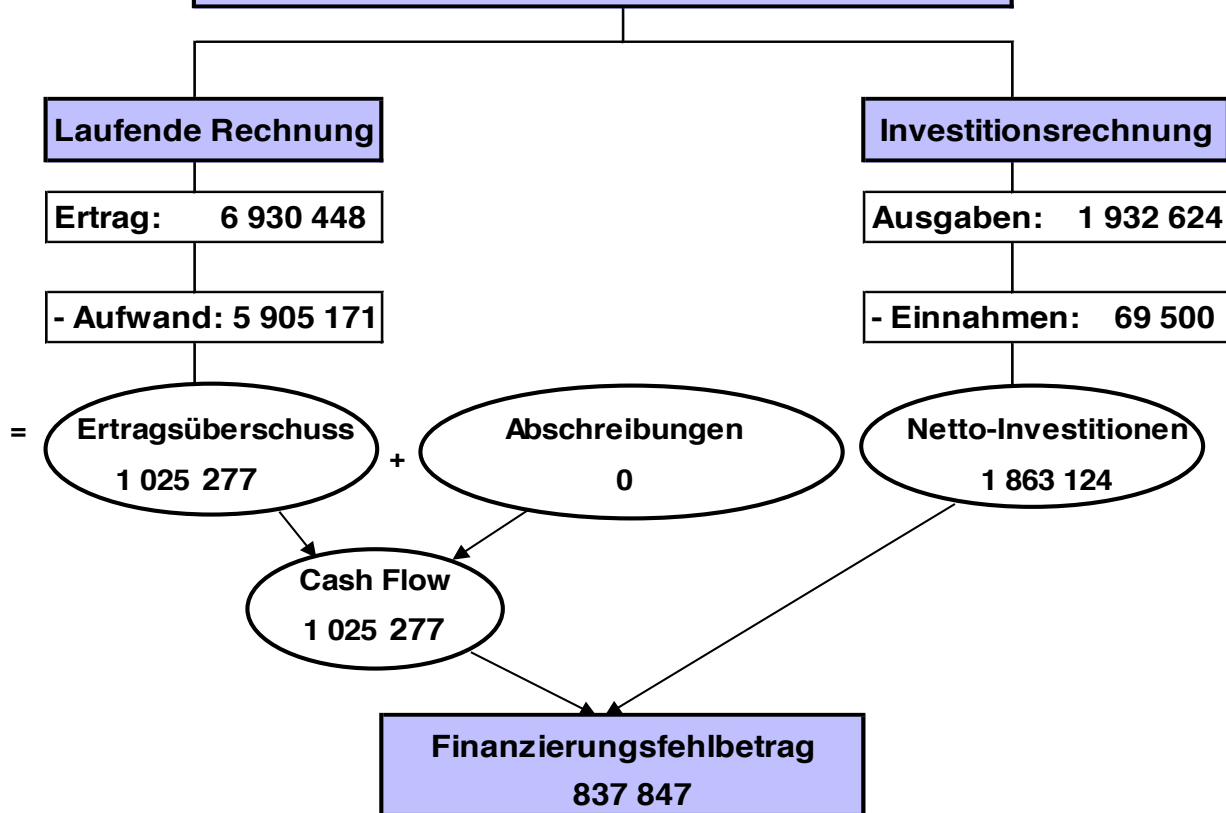 Laufende Rechnung
Investitionsrechnung
Ertrag: 6 930 448
Ausgaben: 1 932 624
- Aufwand: 5 905 171
- Einnahmen: 69 500
=
Ertragsüberschuss
1 025 277
+
Abschreibungen
0
Netto-Investitionen
1 863 124
Cash Flow
1 025 277
Finanzierungsfehlbetrag
837 847